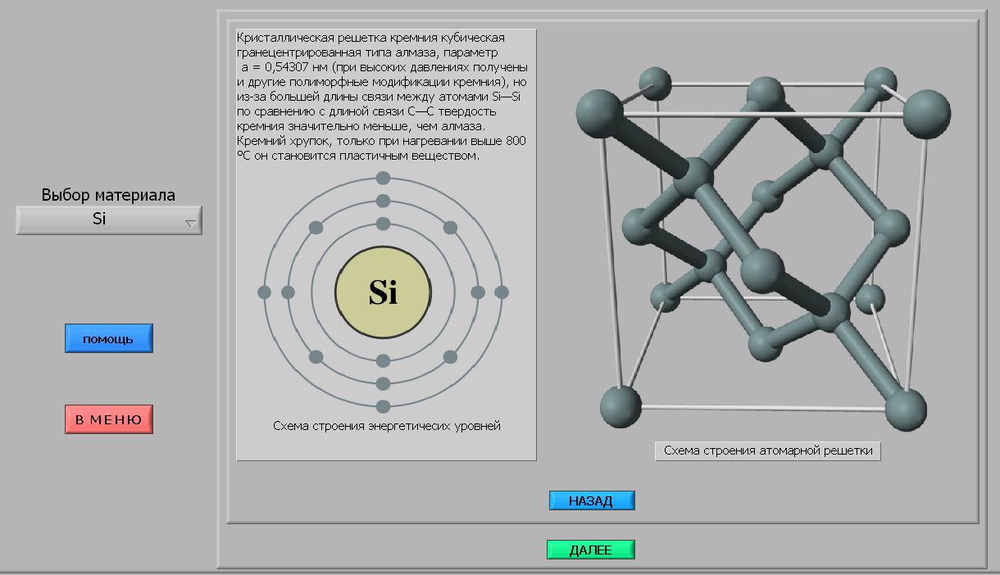 Выбор материала
Si
помощь
В МЕНЮ
Кристаллическая решетка кремния кубическая
гранецентрированная типа алмаза, параметр
а = 0,54307 нм (при высоких давлениях получены
и другие полиморфные модификации кремния), но
из-за большей длины связи между атомами Si—Si
по сравнению с длиной связи С—С твердость
кремния значительно меньше, чем алмаза.
Кремний хрупок, только при нагревании выше 800
ºС он становится пластичным веществом.
Si
Схема строения энергетичесих уровней
Схема строения атомарной решетки
НАЗАД
ДАЛЕЕ